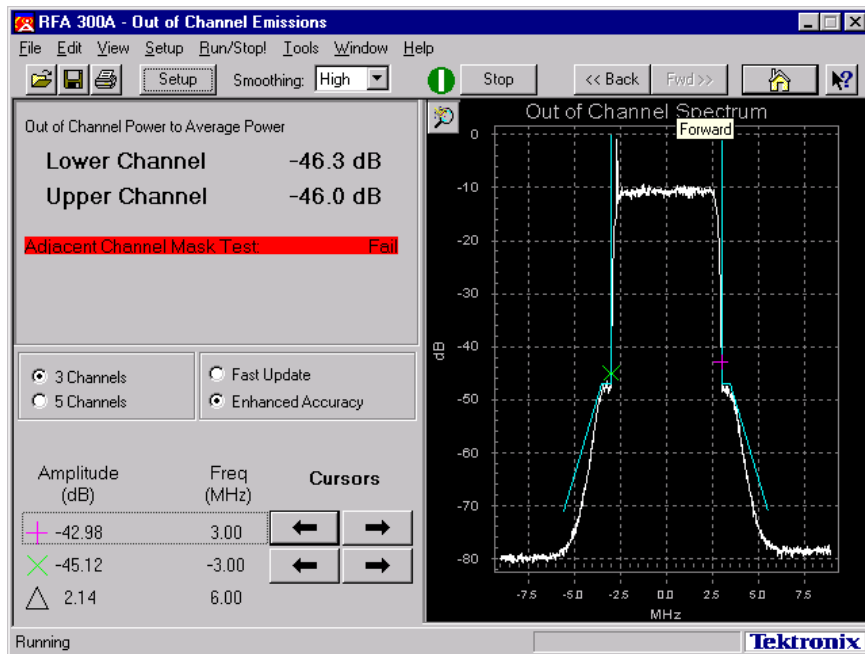 RFA 300A - Out of Channel Emissions
File Edit View Setup Run/Stop! Tools Window Help
Setup Smoothing: High Stop << Back Fwd >>
Out of Channel Power to Average Power
Lower Channel -46.3 dB
Upper Channel -46.0 dB
Adjacent Channel Mask Test: Fail
3 Channels
5 Channels
Fast Update
Enhanced Accuracy
Amplitude (dB) Freq (MHz) Cursors
-42.98 3.00
-45.12 -3.00
2.14 6.00
Out of Channel Spectrum
Forward
0
-10
-20
-30
-40
-50
-60
-70
-80
dB
-7.5 -5.0 -2.5 0.0 2.5 5.0 7.5
MHz
Running
Tektronix